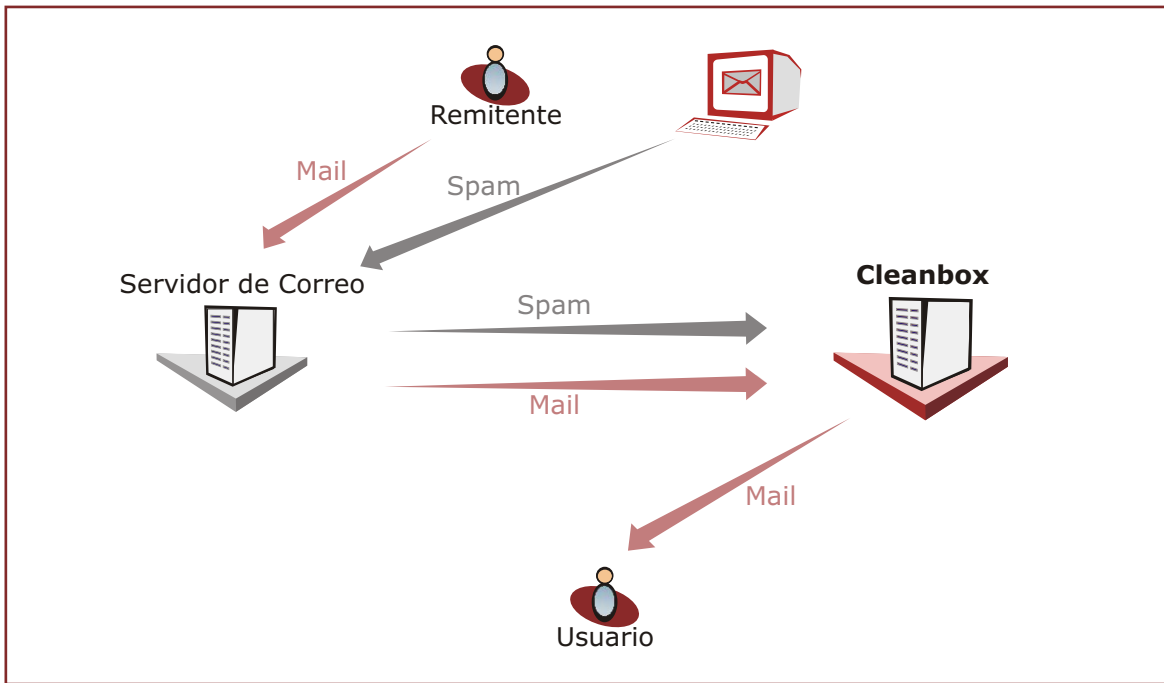 Remitente
Mail
Spam
Servidor de Correo
Cleanbox
Spam
Mail
Mail
Usuario